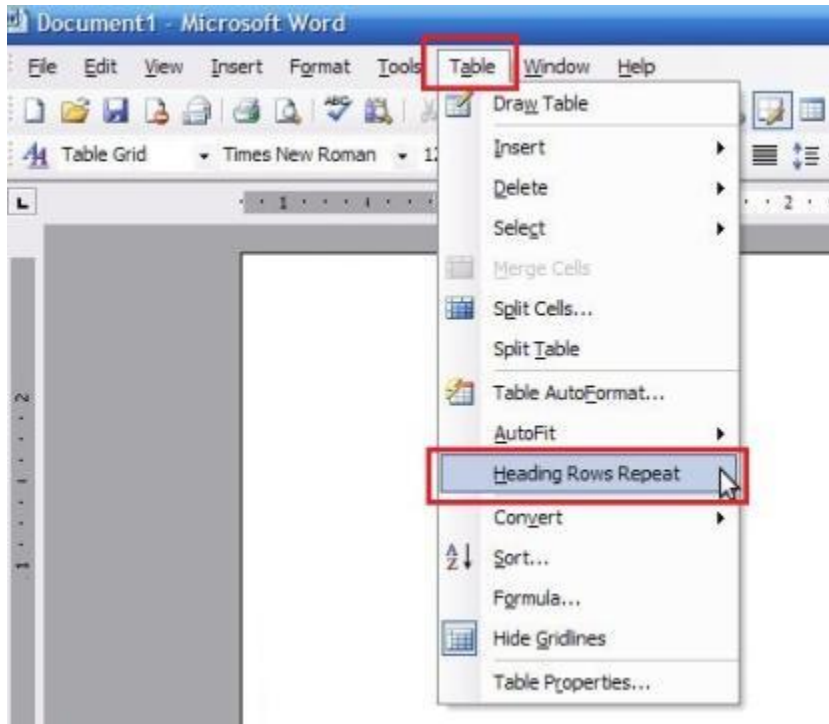 Document1 - Microsoft Word
File Edit View Insert Format Tools Table Window Help
Draw Table
Table Grid Times New Roman
Insert
Delete
Select
Merge Cells
Split Cells...
Split Table
Table AutoFormat...
AutoFit
Heading Rows Repeat
Convert
Sort...
Formula...
Hide Gridlines
Table Properties...